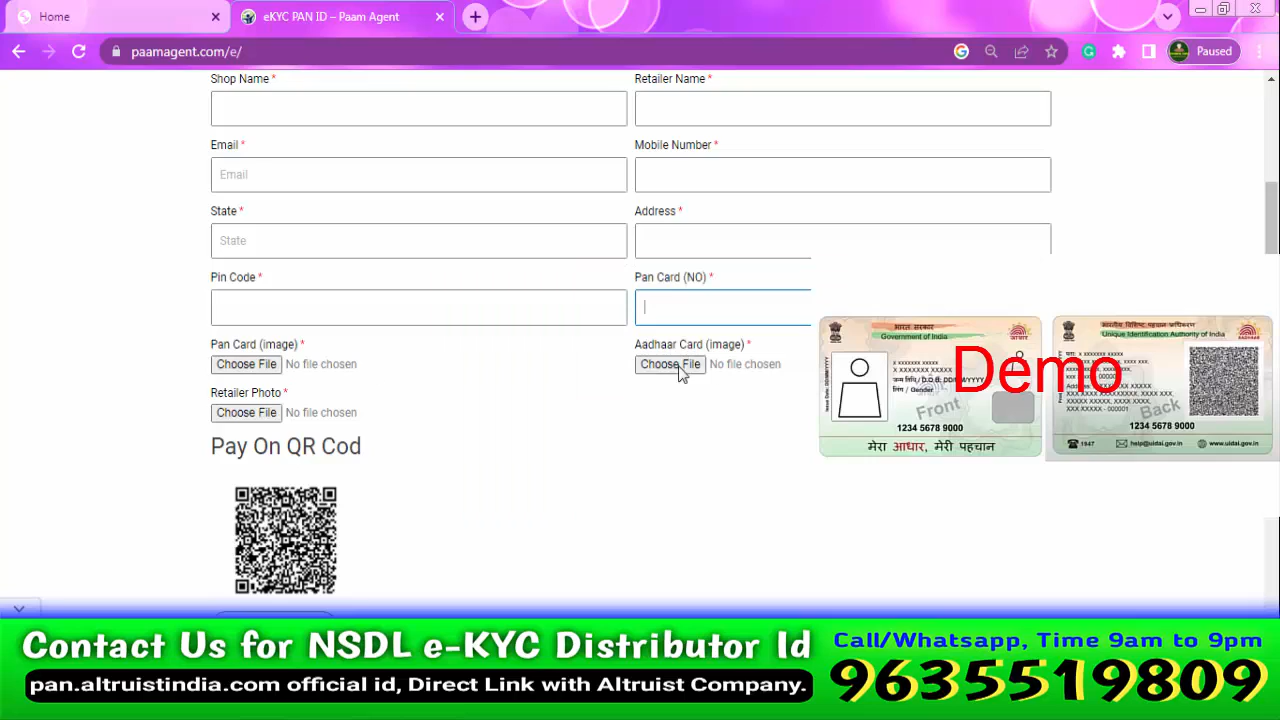 Home
eKYC PAN ID – Paam Agent
paamagent.com/e/
Paused
Shop Name *
Retailer Name *
Email *
Mobile Number *
Email
State *
Address *
State
Pin Code *
Pan Card (NO) *
Pan Card (image) *
Aadhaar Card (image) *
Choose File No file chosen
Choose File No file chosen
Retailer Photo *
Choose File No file chosen
Pay On QR Cod
भारत सरकार
Government of India
Front
1234 5678 9000
मेरा आधार, मेरी पहचान
Demo
भारतीय विशिष्ट पहचान प्राधिकरण
Unique Identification Authority of India
Back
1234 5678 9000
1947
help@uidai.gov.in
www.uidai.gov.in
Contact Us for NSDL e-KYC Distributor Id
pan.altruistindia.com official id, Direct Link with Altruist Company.
Call/Whatsapp, Time 9am to 9pm
9635519809